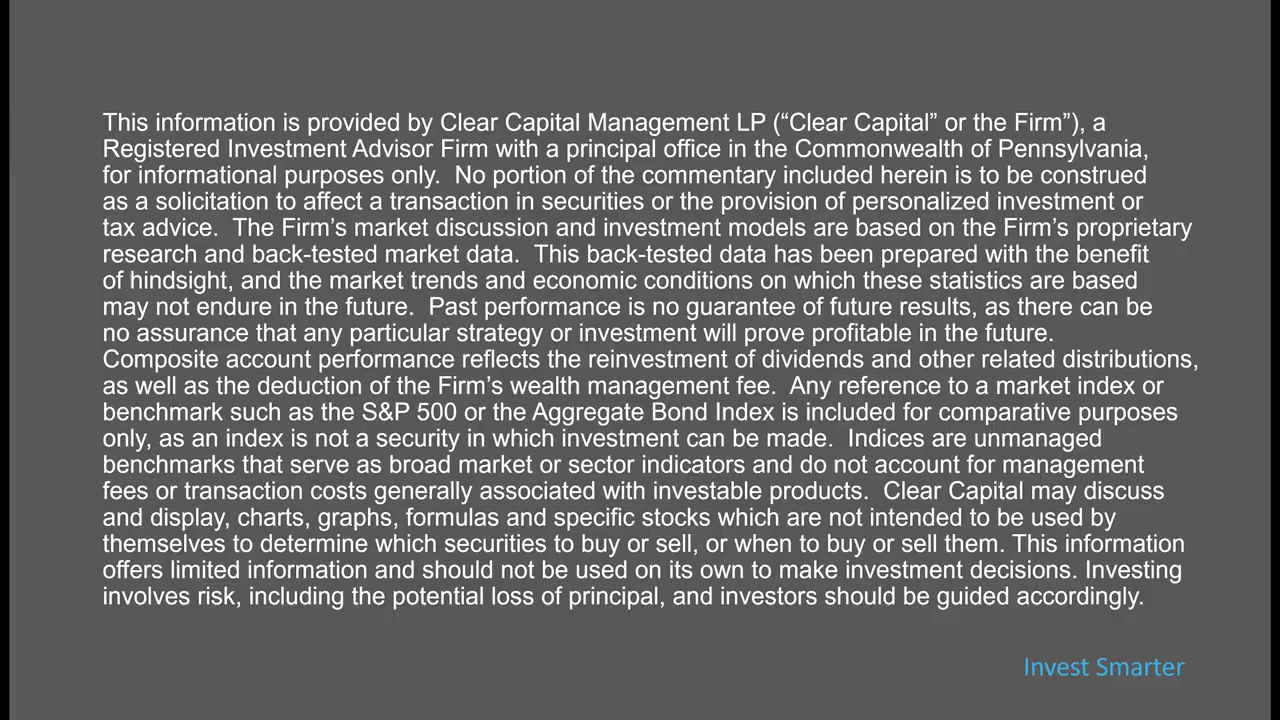 This information is provided by Clear Capital Management LP (“Clear Capital” or the Firm”), a
Registered Investment Advisor Firm with a principal office in the Commonwealth of Pennsylvania,
for informational purposes only.  No portion of the commentary included herein is to be construed
as a solicitation to affect a transaction in securities or the provision of personalized investment or
tax advice.  The Firm’s market discussion and investment models are based on the Firm’s proprietary
research and back-tested market data.  This back-tested data has been prepared with the benefit
of hindsight, and the market trends and economic conditions on which these statistics are based
may not endure in the future.  Past performance is no guarantee of future results, as there can be
no assurance that any particular strategy or investment will prove profitable in the future.
Composite account performance reflects the reinvestment of dividends and other related distributions,
as well as the deduction of the Firm’s wealth management fee.  Any reference to a market index or
benchmark such as the S&P 500 or the Aggregate Bond Index is included for comparative purposes
only, as an index is not a security in which investment can be made.  Indices are unmanaged
benchmarks that serve as broad market or sector indicators and do not account for management
fees or transaction costs generally associated with investable products.  Clear Capital may discuss
and display, charts, graphs, formulas and specific stocks which are not intended to be used by
themselves to determine which securities to buy or sell, or when to buy or sell them. This information
offers limited information and should not be used on its own to make investment decisions. Investing
involves risk, including the potential loss of principal, and investors should be guided accordingly.
Invest Smarter